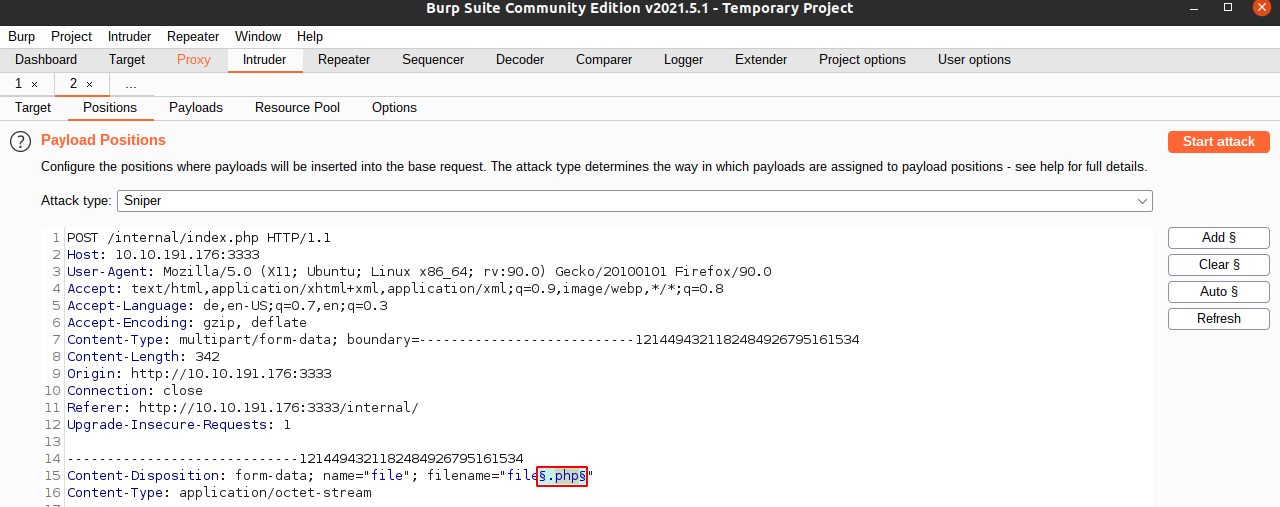 Burp Suite Community Edition v2021.5.1 - Temporary Project
Burp Project Intruder Repeater Window Help
Dashboard Target Proxy Intruder Repeater Sequencer Decoder Comparer Logger Extender Project options User options
1 × 2 × ...
Target Positions Payloads Resource Pool Options
? Payload Positions Start attack
Configure the positions where payloads will be inserted into the base request. The attack type determines the way in which payloads are assigned to payload positions - see help for full details.
Attack type: Sniper
Add §
Clear §
Auto §
Refresh
1 POST /internal/index.php HTTP/1.1
2 Host: 10.10.191.176:3333
3 User-Agent: Mozilla/5.0 (X11; Ubuntu; Linux x86_64; rv:90.0) Gecko/20100101 Firefox/90.0
4 Accept: text/html,application/xhtml+xml,application/xml;q=0.9,image/webp,*/*;q=0.8
5 Accept-Language: de,en-US;q=0.7,en;q=0.3
6 Accept-Encoding: gzip, deflate
7 Content-Type: multipart/form-data; boundary=---------------------------1214494321182484926795161534
8 Content-Length: 342
9 Origin: http://10.10.191.176:3333
10 Connection: close
11 Referer: http://10.10.191.176:3333/internal/
12 Upgrade-Insecure-Requests: 1
13
14 -----------------------------1214494321182484926795161534
15 Content-Disposition: form-data; name="file"; filename="file§.php§"
16 Content-Type: application/octet-stream